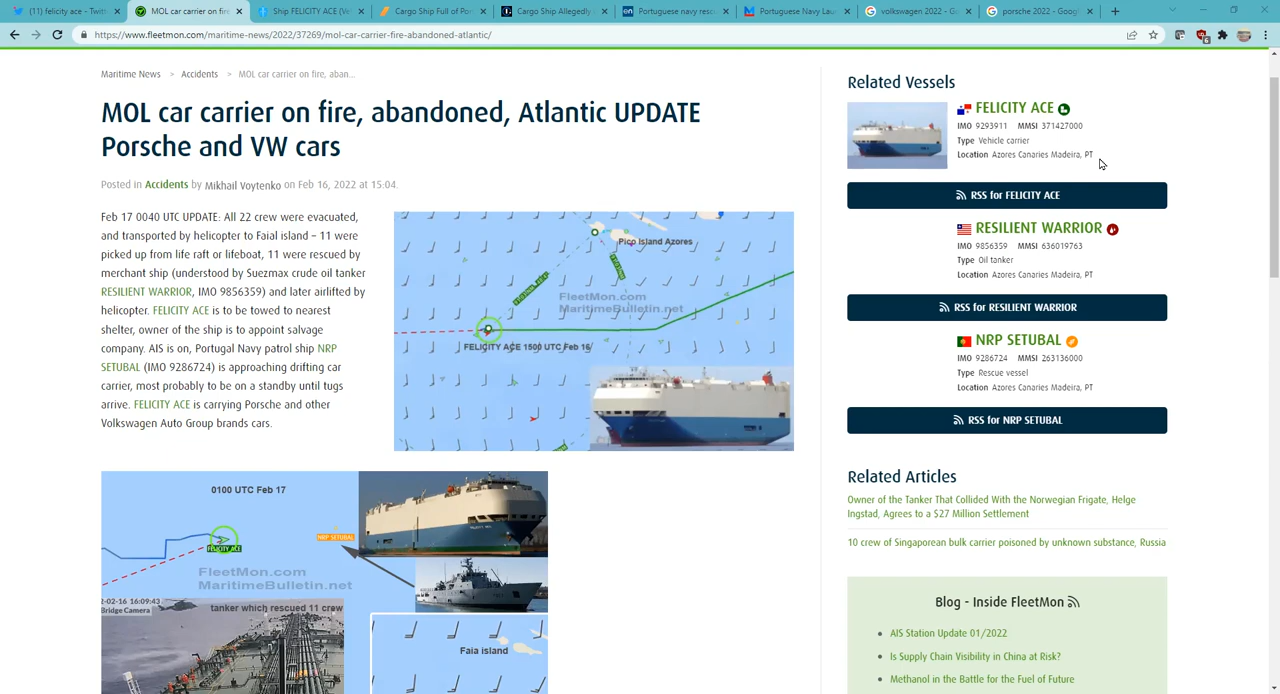 (11) felicity ace - Twitt
MOL car carrier on fire, a
Ship FELICITY ACE (Ve
Cargo Ship Full of Por
Cargo Ship Allegedly
Portuguese navy resc
Portuguese Navy Lau
volkswagen 2022 - Go
porsche 2022 - Google
https://www.fleetmon.com/maritime-news/2022/37269/mol-car-carrier-fire-abandoned-atlantic/
Maritime News > Accidents > MOL car carrier on fire, aban...
MOL car carrier on fire, abandoned, Atlantic UPDATE
Porsche and VW cars
Posted in Accidents by Mikhail Voytenko on Feb 16, 2022 at 15:04.
Feb 17 0040 UTC UPDATE: All 22 crew were evacuated,
and transported by helicopter to Faial island – 11 were
picked up from life raft or lifeboat, 11 were rescued by
merchant ship (understood by Suezmax crude oil tanker
RESILIENT WARRIOR, IMO 9856359) and later airlifted by
helicopter. FELICITY ACE is to be towed to nearest
shelter, owner of the ship is to appoint salvage
company. AIS is on, Portugal Navy patrol ship NRP
SETUBAL (IMO 9286724) is approaching drifting car
carrier, most probably to be on a standby until tugs
arrive. FELICITY ACE is carrying Porsche and other
Volkswagen Auto Group brands cars.
Pico Island Azores
FleetMon.com
MaritimeBulletin.net
FELICITY ACE 1500 UTC Feb 16
0100 UTC Feb 17
NRP SETUBAL
FELICITY ACE
FleetMon.com
MaritimeBulletin.net
2-02-16 16:09:43
Bridge Camera
tanker which rescued 11 crew
Faia island
Related Vessels
FELICITY ACE
IMO 9293911 MMSI 371427000
Type Vehicle carrier
Location Azores Canaries Madeira, PT
RSS for FELICITY ACE
RESILIENT WARRIOR
IMO 9856359 MMSI 636019763
Type Oil tanker
Location Azores Canaries Madeira, PT
RSS for RESILIENT WARRIOR
NRP SETUBAL
IMO 9286724 MMSI 263136000
Type Rescue vessel
Location Azores Canaries Madeira, PT
RSS for NRP SETUBAL
Related Articles
Owner of the Tanker That Collided With the Norwegian Frigate, Helge
Ingstad, Agrees to a $27 Million Settlement
10 crew of Singaporean bulk carrier poisoned by unknown substance, Russia
Blog - Inside FleetMon
AIS Station Update 01/2022
Is Supply Chain Visibility in China at Risk?
Methanol in the Battle for the Fuel of Future